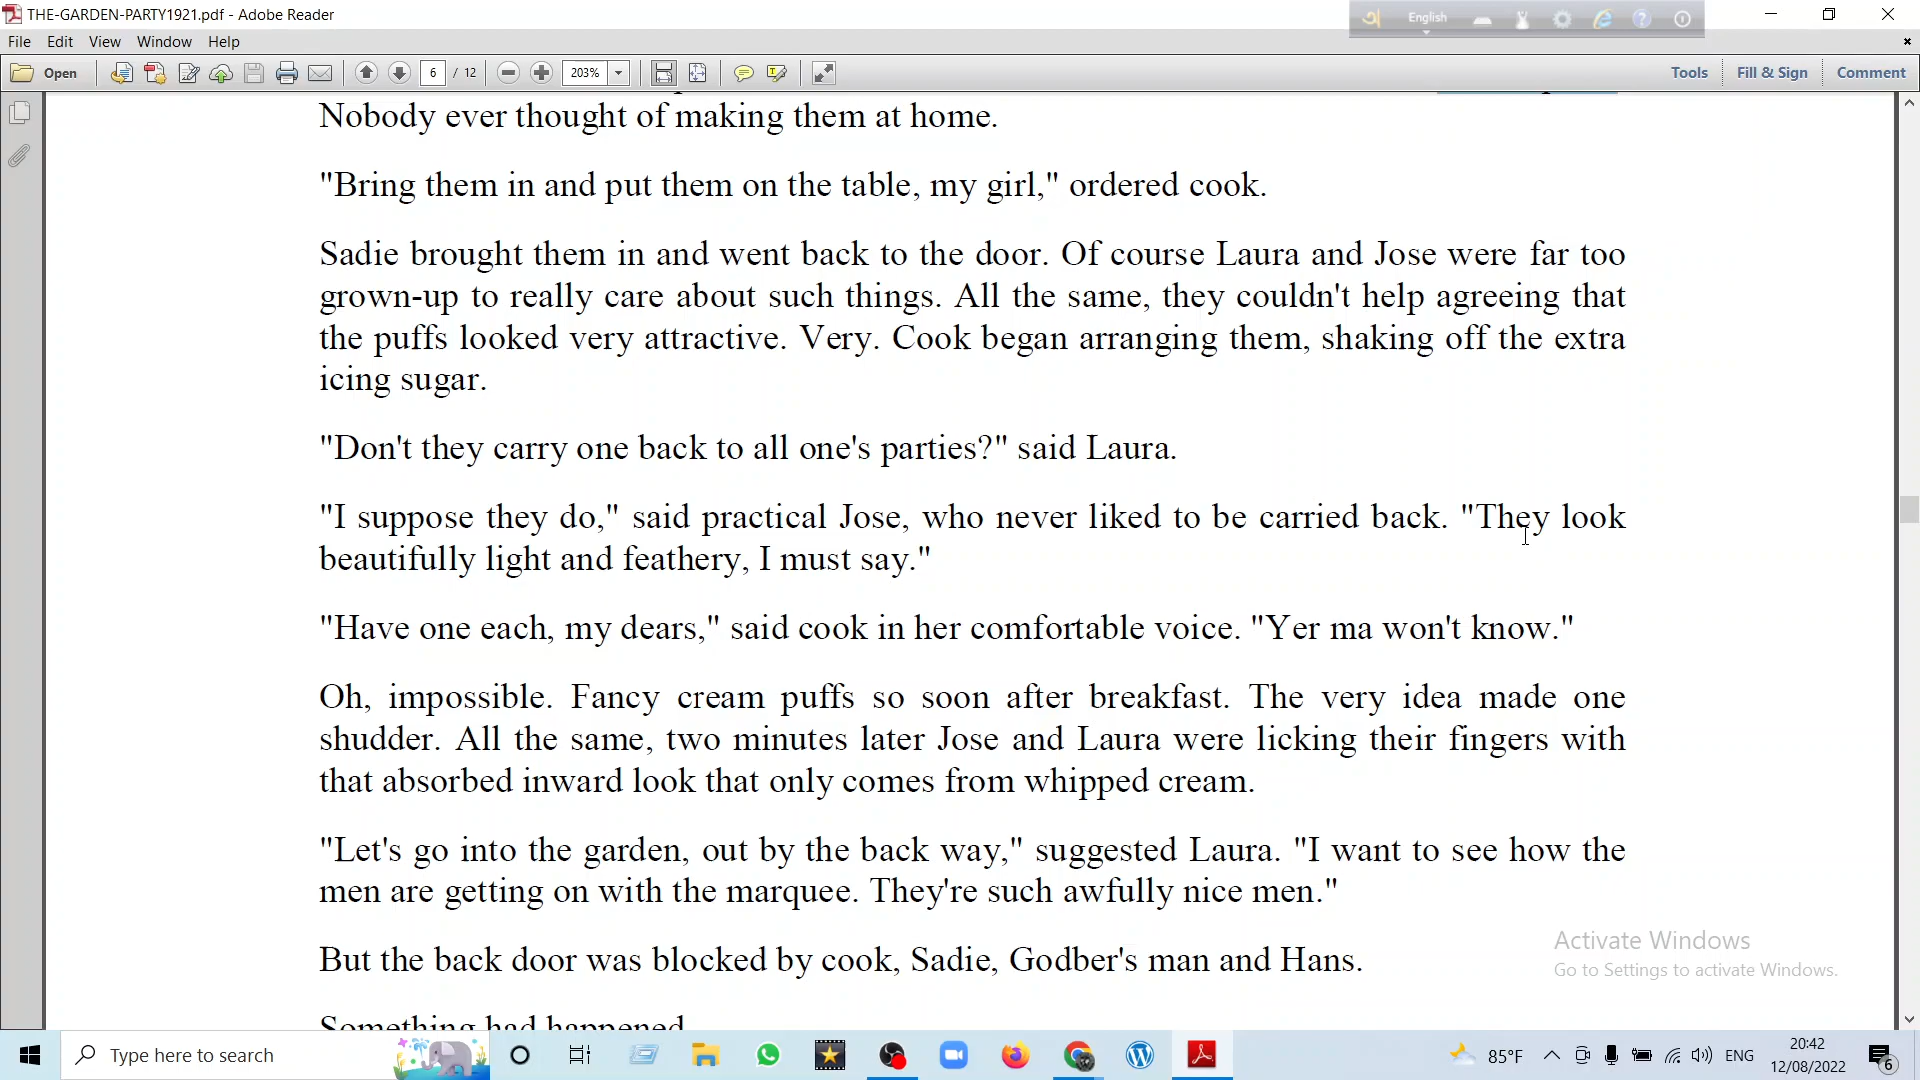 THE-GARDEN-PARTY1921.pdf - Adobe Reader
English
File Edit View Window Help
Open 6 / 12 203% Tools Fill & Sign Comment
Nobody ever thought of making them at home.
"Bring them in and put them on the table, my girl," ordered cook.
Sadie brought them in and went back to the door. Of course Laura and Jose were far too
grown-up to really care about such things. All the same, they couldn't help agreeing that
the puffs looked very attractive. Very. Cook began arranging them, shaking off the extra
icing sugar.
"Don't they carry one back to all one's parties?" said Laura.
"I suppose they do," said practical Jose, who never liked to be carried back. "They look
beautifully light and feathery, I must say."
"Have one each, my dears," said cook in her comfortable voice. "Yer ma won't know."
Oh, impossible. Fancy cream puffs so soon after breakfast. The very idea made one
shudder. All the same, two minutes later Jose and Laura were licking their fingers with
that absorbed inward look that only comes from whipped cream.
"Let's go into the garden, out by the back way," suggested Laura. "I want to see how the
men are getting on with the marquee. They're such awfully nice men."
But the back door was blocked by cook, Sadie, Godber's man and Hans.
Something had happened.
Activate Windows
Go to Settings to activate Windows.
Type here to search
85°F
ENG
20:42
12/08/2022
6